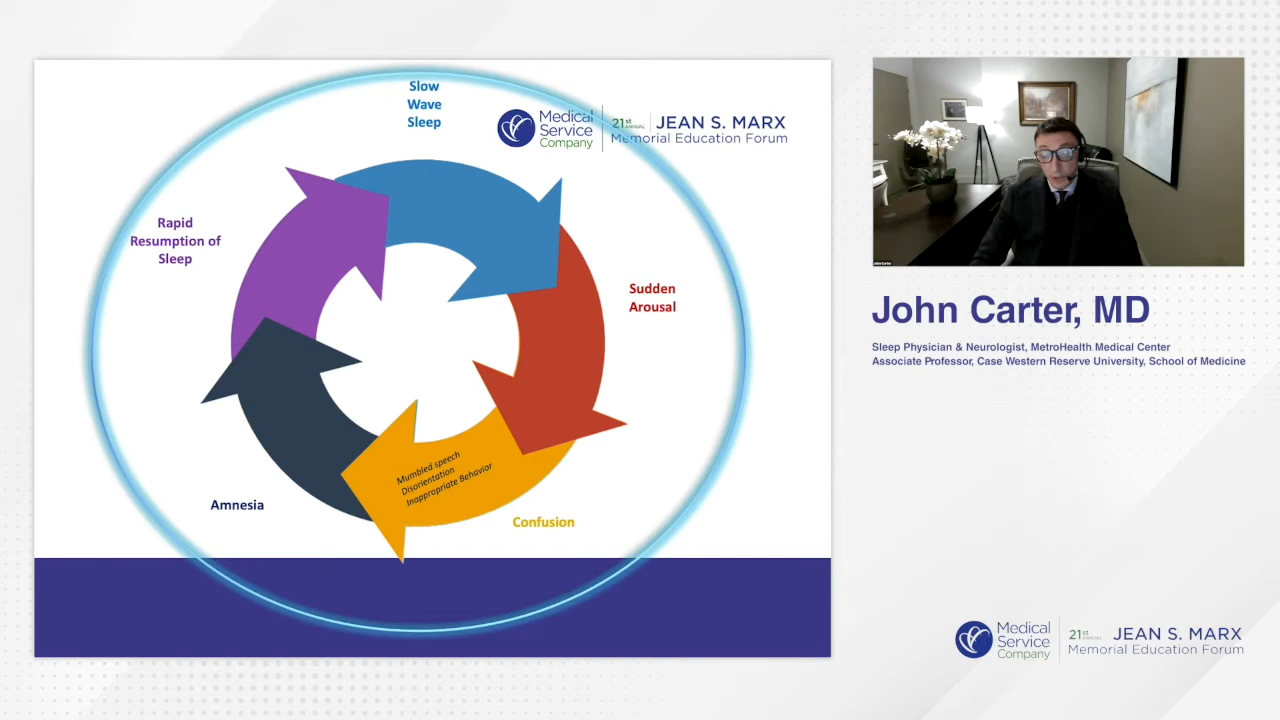 Slow
Wave
Sleep
Medical
Service
Company
21st
ANNUAL
JEAN S. MARX
Memorial Education Forum
Rapid
Resumption of
Sleep
Sudden
Arousal
Mumbled speech
Disorientation
Inappropriate Behavior
Amnesia
Confusion
John Carter
John Carter, MD
Sleep Physician & Neurologist, MetroHealth Medical Center
Associate Professor, Case Western Reserve University, School of Medicine
Medical
Service
Company
21st
ANNUAL
JEAN S. MARX
Memorial Education Forum